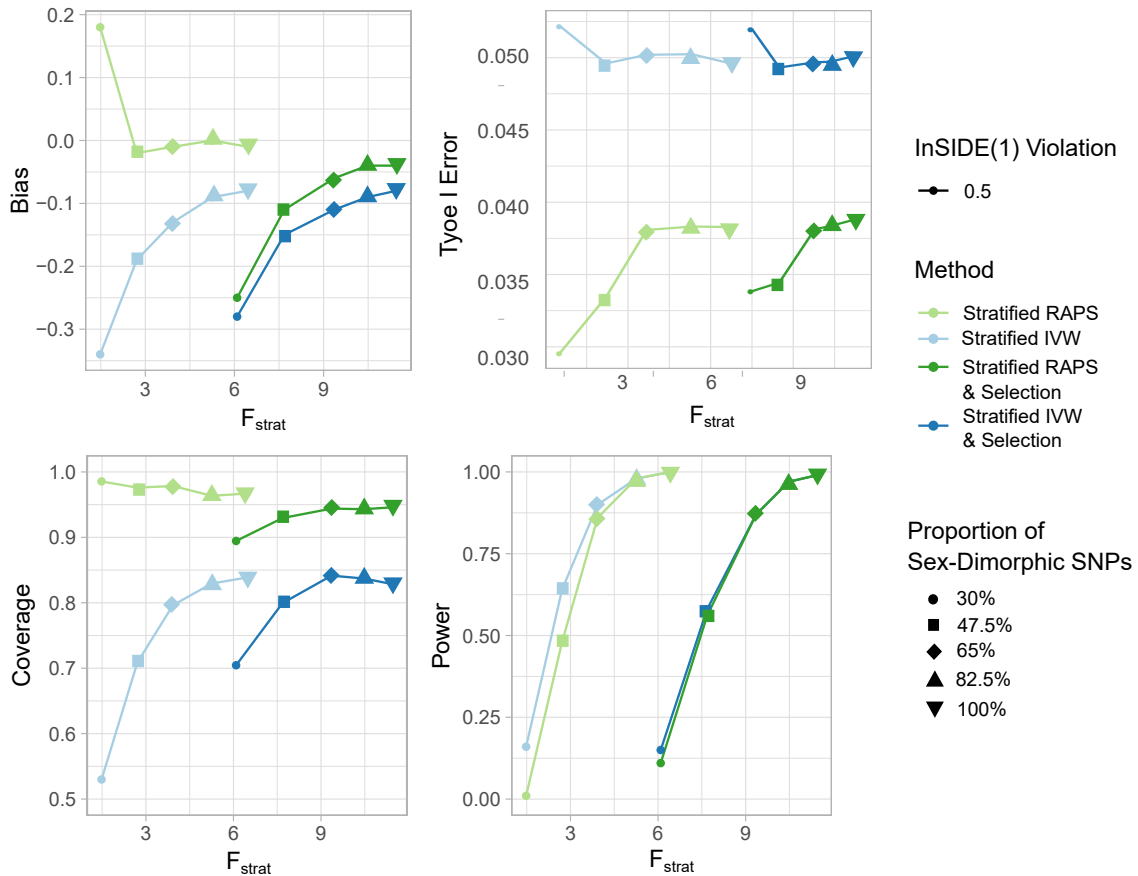 0.2
0.1
0.0
−0.1
−0.2
−0.3
Bias
3
6
9
F_strat
0.050
0.045
0.040
0.035
0.030
Tyoe I Error
3
6
9
F_strat
1.0
0.9
0.8
0.7
0.6
0.5
Coverage
3
6
9
F_strat
1.00
0.75
0.50
0.25
0.00
Power
3
6
9
F_strat
InSIDE(1) Violation
0.5
Method
Stratified RAPS
Stratified IVW
Stratified RAPS
& Selection
Stratified IVW
& Selection
Proportion of
Sex-Dimorphic SNPs
30%
47.5%
65%
82.5%
100%